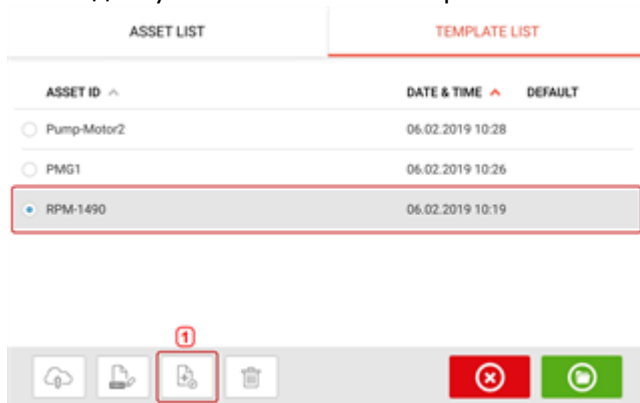 ASSET LIST TEMPLATE LIST
ASSET ID DATE & TIME DEFAULT
Pump-Motor2 06.02.2019 10:28
PMG1 06.02.2019 10:26
RPM-1490 06.02.2019 10:19
1